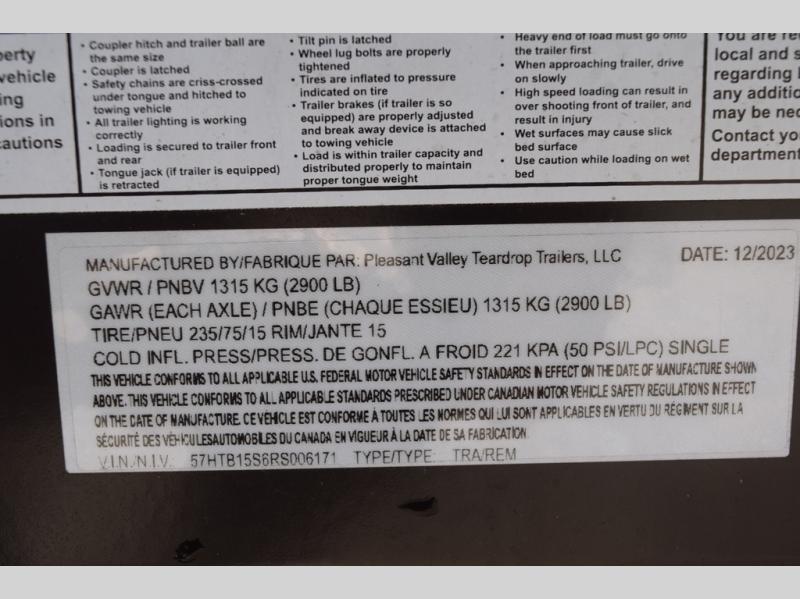 perty
vehicle
ing
ions in
cautions
• Coupler hitch and trailer ball are
the same size
• Coupler is latched
• Safety chains are criss-crossed
under tongue and hitched to
towing vehicle
• All trailer lighting is working
correctly
• Loading is secured to trailer front
and rear
• Tongue jack (if trailer is equipped)
is retracted
• Tilt pin is latched
• Wheel lug bolts are properly
tightened
• Tires are inflated to pressure
indicated on tire
• Trailer brakes (if trailer is so
equipped) are properly adjusted
and break away device is attached
to towing vehicle
• Load is within trailer capacity and
distributed properly to maintain
proper tongue weight
• Heavy end of load must go onto
the trailer first
• When approaching trailer, drive
on slowly
• High speed loading can result in
over shooting front of trailer, and
result in injury
• Wet surfaces may cause slick
bed surface
• Use caution while loading on wet
bed
You are re
local and s
regarding
any additio
may be nec
Contact yo
department
MANUFACTURED BY/FABRIQUE PAR: Pleasant Valley Teardrop Trailers, LLC DATE: 12/2023
GVWR / PNBV 1315 KG (2900 LB)
GAWR (EACH AXLE) / PNBE (CHAQUE ESSIEU) 1315 KG (2900 LB)
TIRE/PNEU 235/75/15 RIM/JANTE 15
COLD INFL. PRESS/PRESS. DE GONFL. A FROID 221 KPA (50 PSI/LPC) SINGLE
THIS VEHICLE CONFORMS TO ALL APPLICABLE U.S. FEDERAL MOTOR VEHICLE SAFETY STANDARDS IN EFFECT ON THE DATE OF MANUFACTURE SHOWN
ABOVE. THIS VEHICLE CONFORMS TO ALL APPLICABLE STANDARDS PRESCRIBED UNDER CANADIAN MOTOR VEHICLE SAFETY REGULATIONS IN EFFECT
ON THE DATE OF MANUFACTURE. CE VÉHICLE EST CONFORME À TOUTES LES NORMES QUI LUI SONT APPLICABLES EN VERTU DU RÉGIMENT SUR LA
SÉCURITÉ DES VÉHICULESAUTOMOBILES DU CANADA EN VIGUEUR À LA DATE DE SA FABRICATION
V.I.N./N.I.V. 57HTB15S6RS006171 TYPE/TYPE: TRA/REM